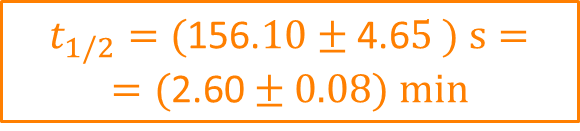 t1/2 = (156.10 ± 4.65 ) s =
= (2.60 ± 0.08) min